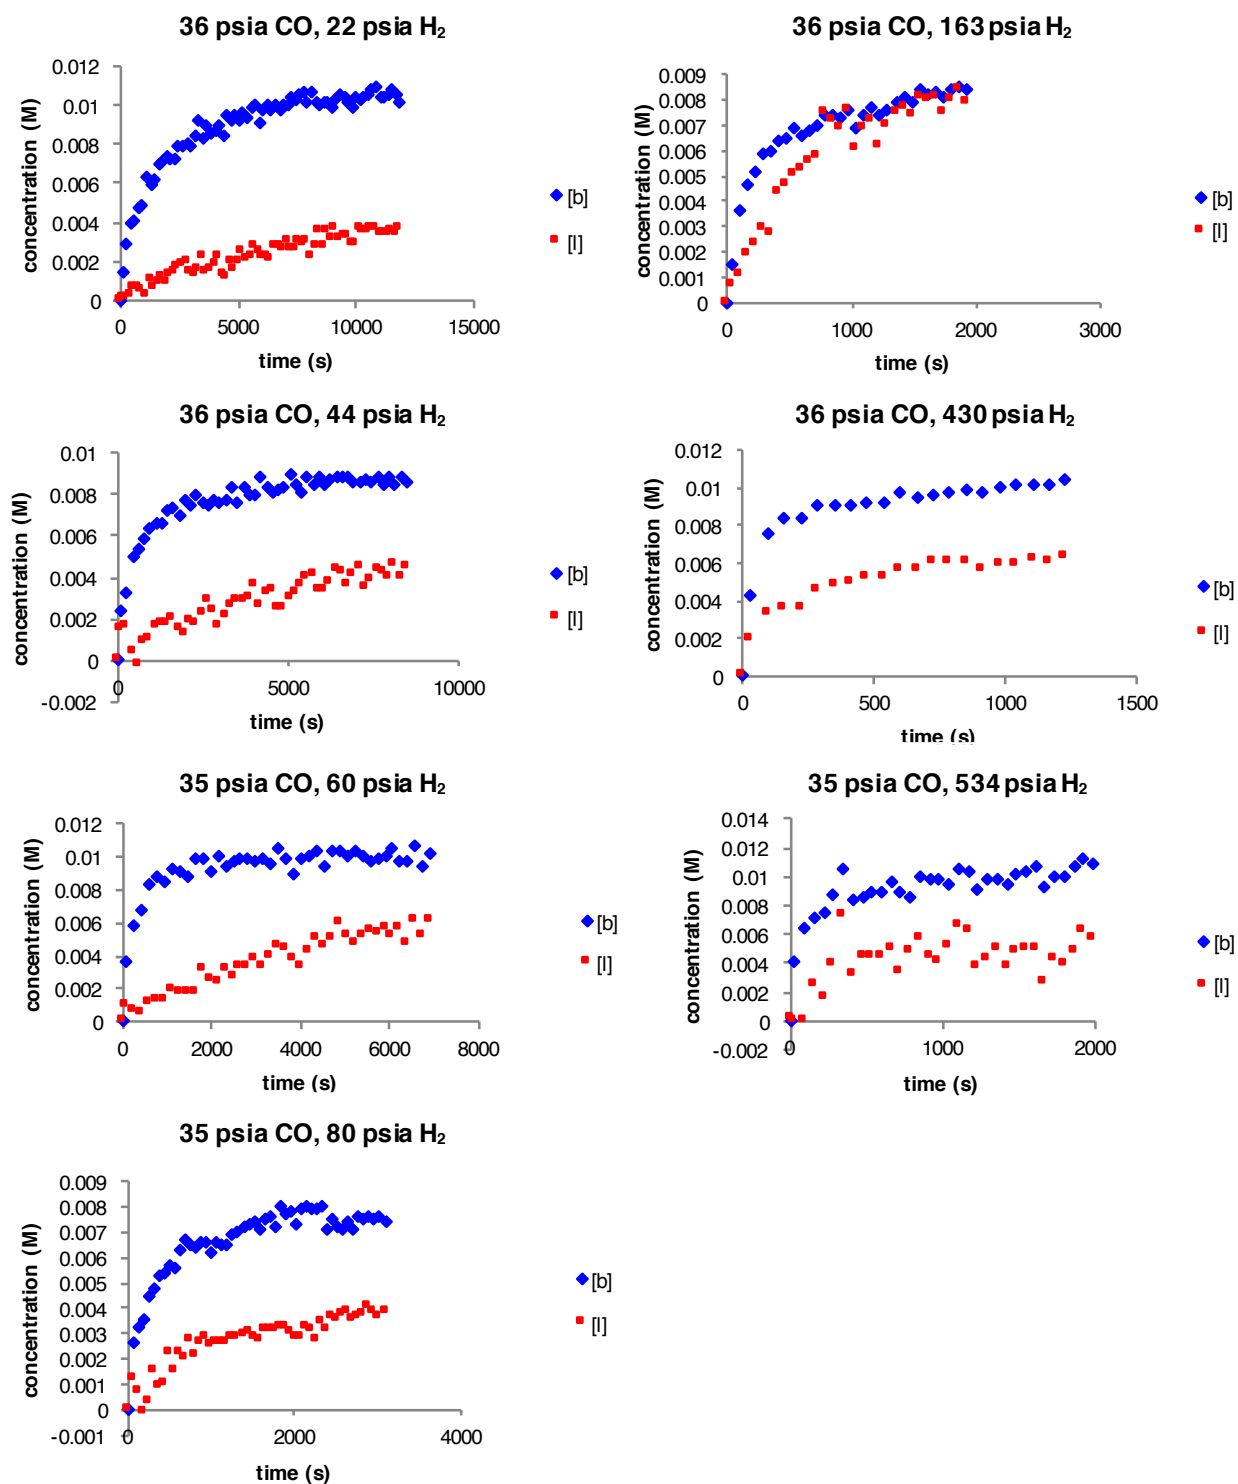 36 psia CO, 22 psia H₂
0.012
0.01
0.008
0.006
0.004
0.002
0
concentration (M)
0 5000 10000 15000
time (s)
[b]
[l]
36 psia CO, 163 psia H₂
0.009
0.008
0.007
0.006
0.005
0.004
0.003
0.002
0.001
0
concentration (M)
0 1000 2000 3000
time (s)
[b]
[l]
36 psia CO, 44 psia H₂
0.01
0.008
0.006
0.004
0.002
0
-0.002
concentration (M)
0 5000 10000
time (s)
[b]
[l]
36 psia CO, 430 psia H₂
0.012
0.01
0.008
0.006
0.004
0.002
0
concentration (M)
0 500 1000 1500
time (s)
[b]
[l]
35 psia CO, 60 psia H₂
0.012
0.01
0.008
0.006
0.004
0.002
0
concentration (M)
0 2000 4000 6000 8000
time (s)
[b]
[l]
35 psia CO, 534 psia H₂
0.014
0.012
0.01
0.008
0.006
0.004
0.002
0
-0.002
concentration (M)
0 1000 2000
time (s)
[b]
[l]
35 psia CO, 80 psia H₂
0.009
0.008
0.007
0.006
0.005
0.004
0.003
0.002
0.001
0
-0.001
concentration (M)
0 2000 4000
time (s)
[b]
[l]